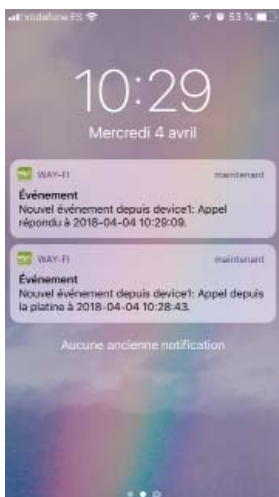 vodafone ES
53 %
10:29
Mercredi 4 avril
WAY-FI
maintenant
Événement
Nouvel événement depuis device1: Appel
répondu à 2018-04-04 10:29:09.
WAY-FI
maintenant
Événement
Nouvel événement depuis device1: Appel depuis
la platine à 2018-04-04 10:28:43.
Aucune ancienne notification